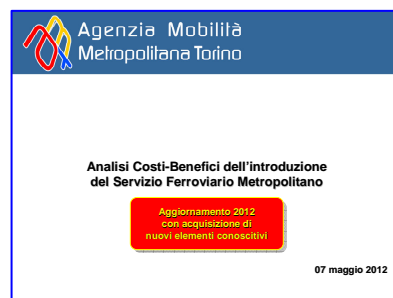 Agenzia Mobilità
Metropolitana Torino
Analisi Costi-Benefici dell'introduzione
del Servizio Ferroviario Metropolitano
Aggiornamento 2012
con acquisizione di
nuovi elementi conoscitivi
07 maggio 2012